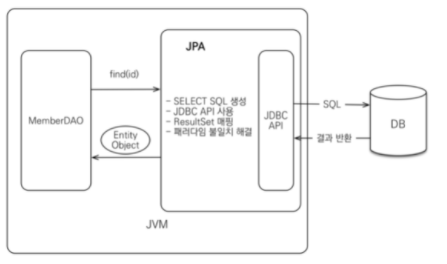 JPA
find(id)
- SELECT SQL 생성
- JDBC API 사용
- ResultSet 매핑
- 패러다임 불일치 해결
MemberDAO
Entity
Object
JDBC
API
SQL
결과 반환
DB
JVM